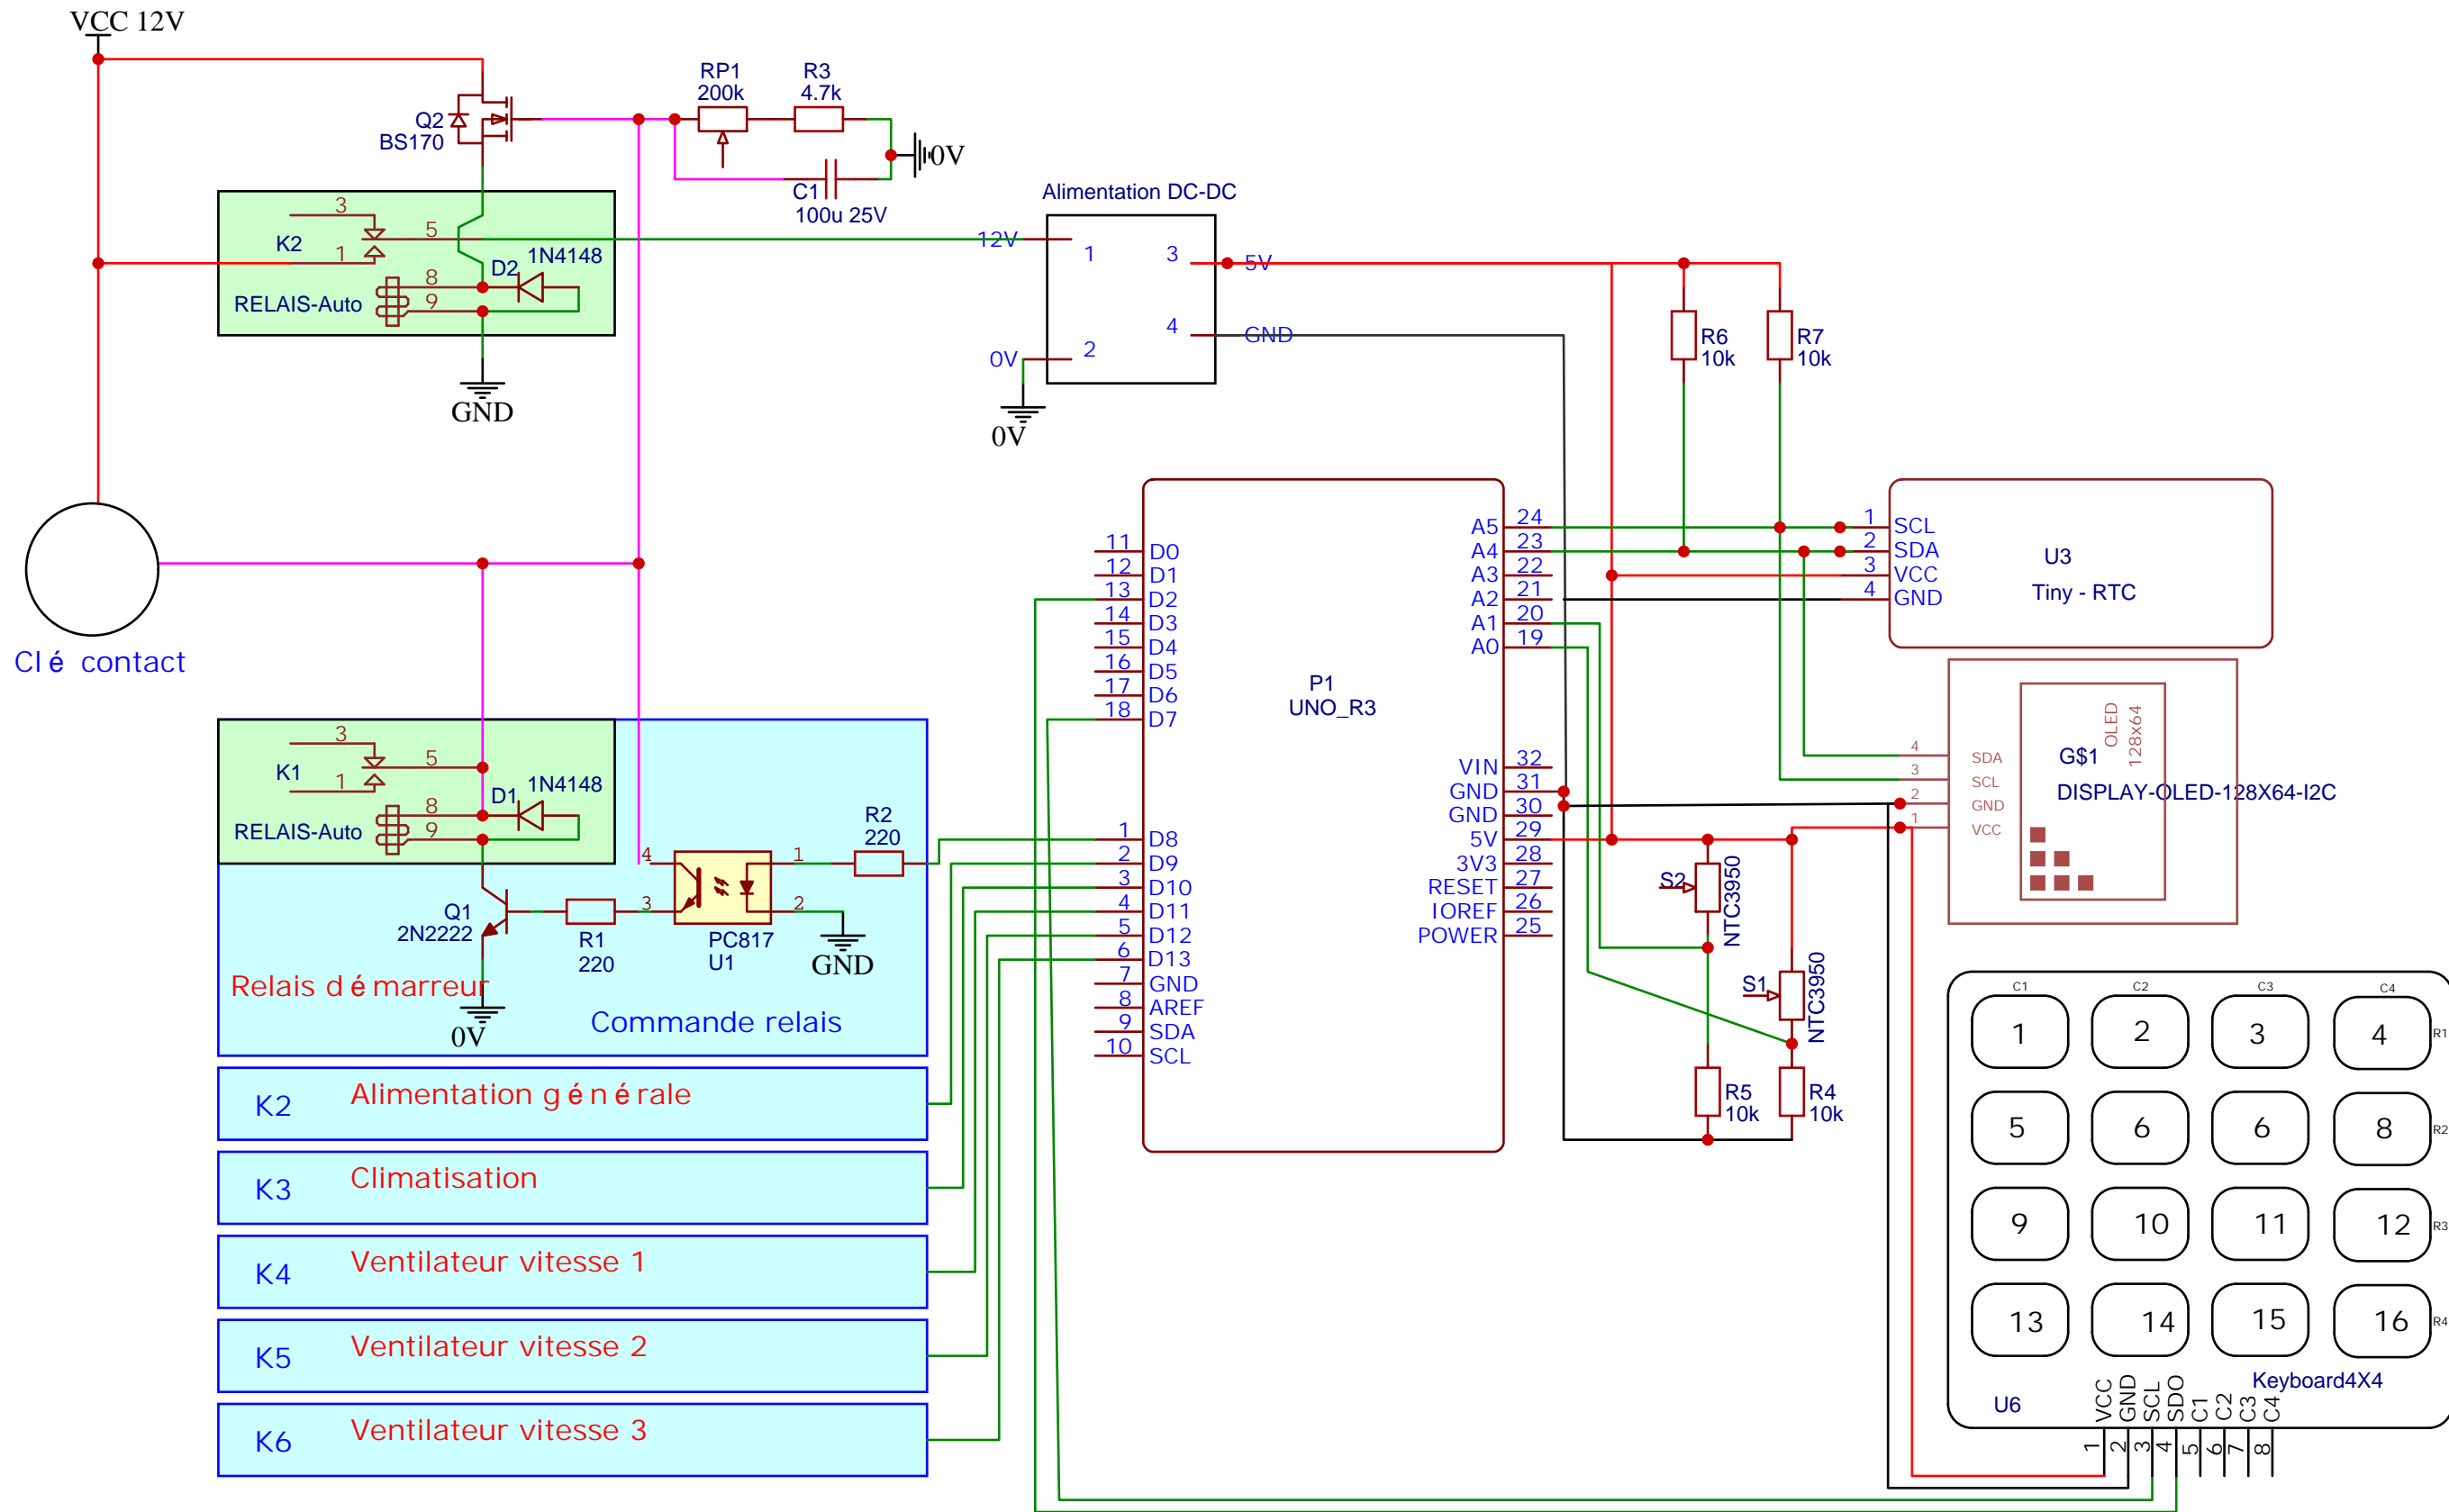 VCC 12V
Q2
BS170
RP1
200k
R3
4.7k
0V
C1
100u 25V
3
K2
5
1
D2
1N4148
8
9
RELAIS-Auto
GND
Alimentation DC-DC
12V
1
3
5V
4
GND
0V
2
0V
R6
10k
R7
10k
Clé contact
3
K1
5
1
D1
1N4148
8
9
RELAIS-Auto
R2
220
4
1
3
2
Q1
2N2222
R1
220
PC817
U1
GND
Relais démarreur
0V
Commande relais
K2 Alimentation générale
K3 Climatisation
K4 Ventilateur vitesse 1
K5 Ventilateur vitesse 2
K6 Ventilateur vitesse 3
P1
UNO_R3
11 D0
12 D1
13 D2
14 D3
15 D4
16 D5
17 D6
18 D7
1 D8
2 D9
3 D10
4 D11
5 D12
6 D13
7 GND
8 AREF
9 SDA
10 SCL
A5 24
A4 23
A3 22
A2 21
A1 20
A0 19
VIN 32
GND 31
GND 30
5V 29
3V3 28
RESET 27
IOREF 26
POWER 25
1 SCL
2 SDA
3 VCC
4 GND
U3
Tiny - RTC
4 SDA
3 SCL
2 GND
1 VCC
OLED
128x64
G$1
DISPLAY-OLED-128X64-I2C
S2
NTC3950
S1
NTC3950
R5
10k
R4
10k
C1 C2 C3 C4
1 2 3 4 R1
5 6 6 8 R2
9 10 11 12 R3
13 14 15 16 R4
Keyboard4X4
U6
VCC GND SCL SDO C1 C2 C3 C4
1 2 3 4 5 6 7 8